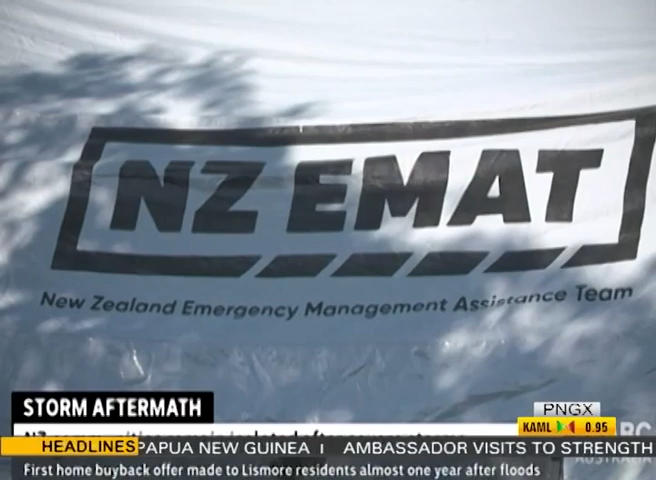 NZ EMAT
New Zealand Emergency Management Assistance Team
STORM AFTERMATH
PNGX
KAML 0.95
HEADLINES PAPUA NEW GUINEA | AMBASSADOR VISITS TO STRENGTH
AUSTRALIA
First home buyback offer made to Lismore residents almost one year after floods